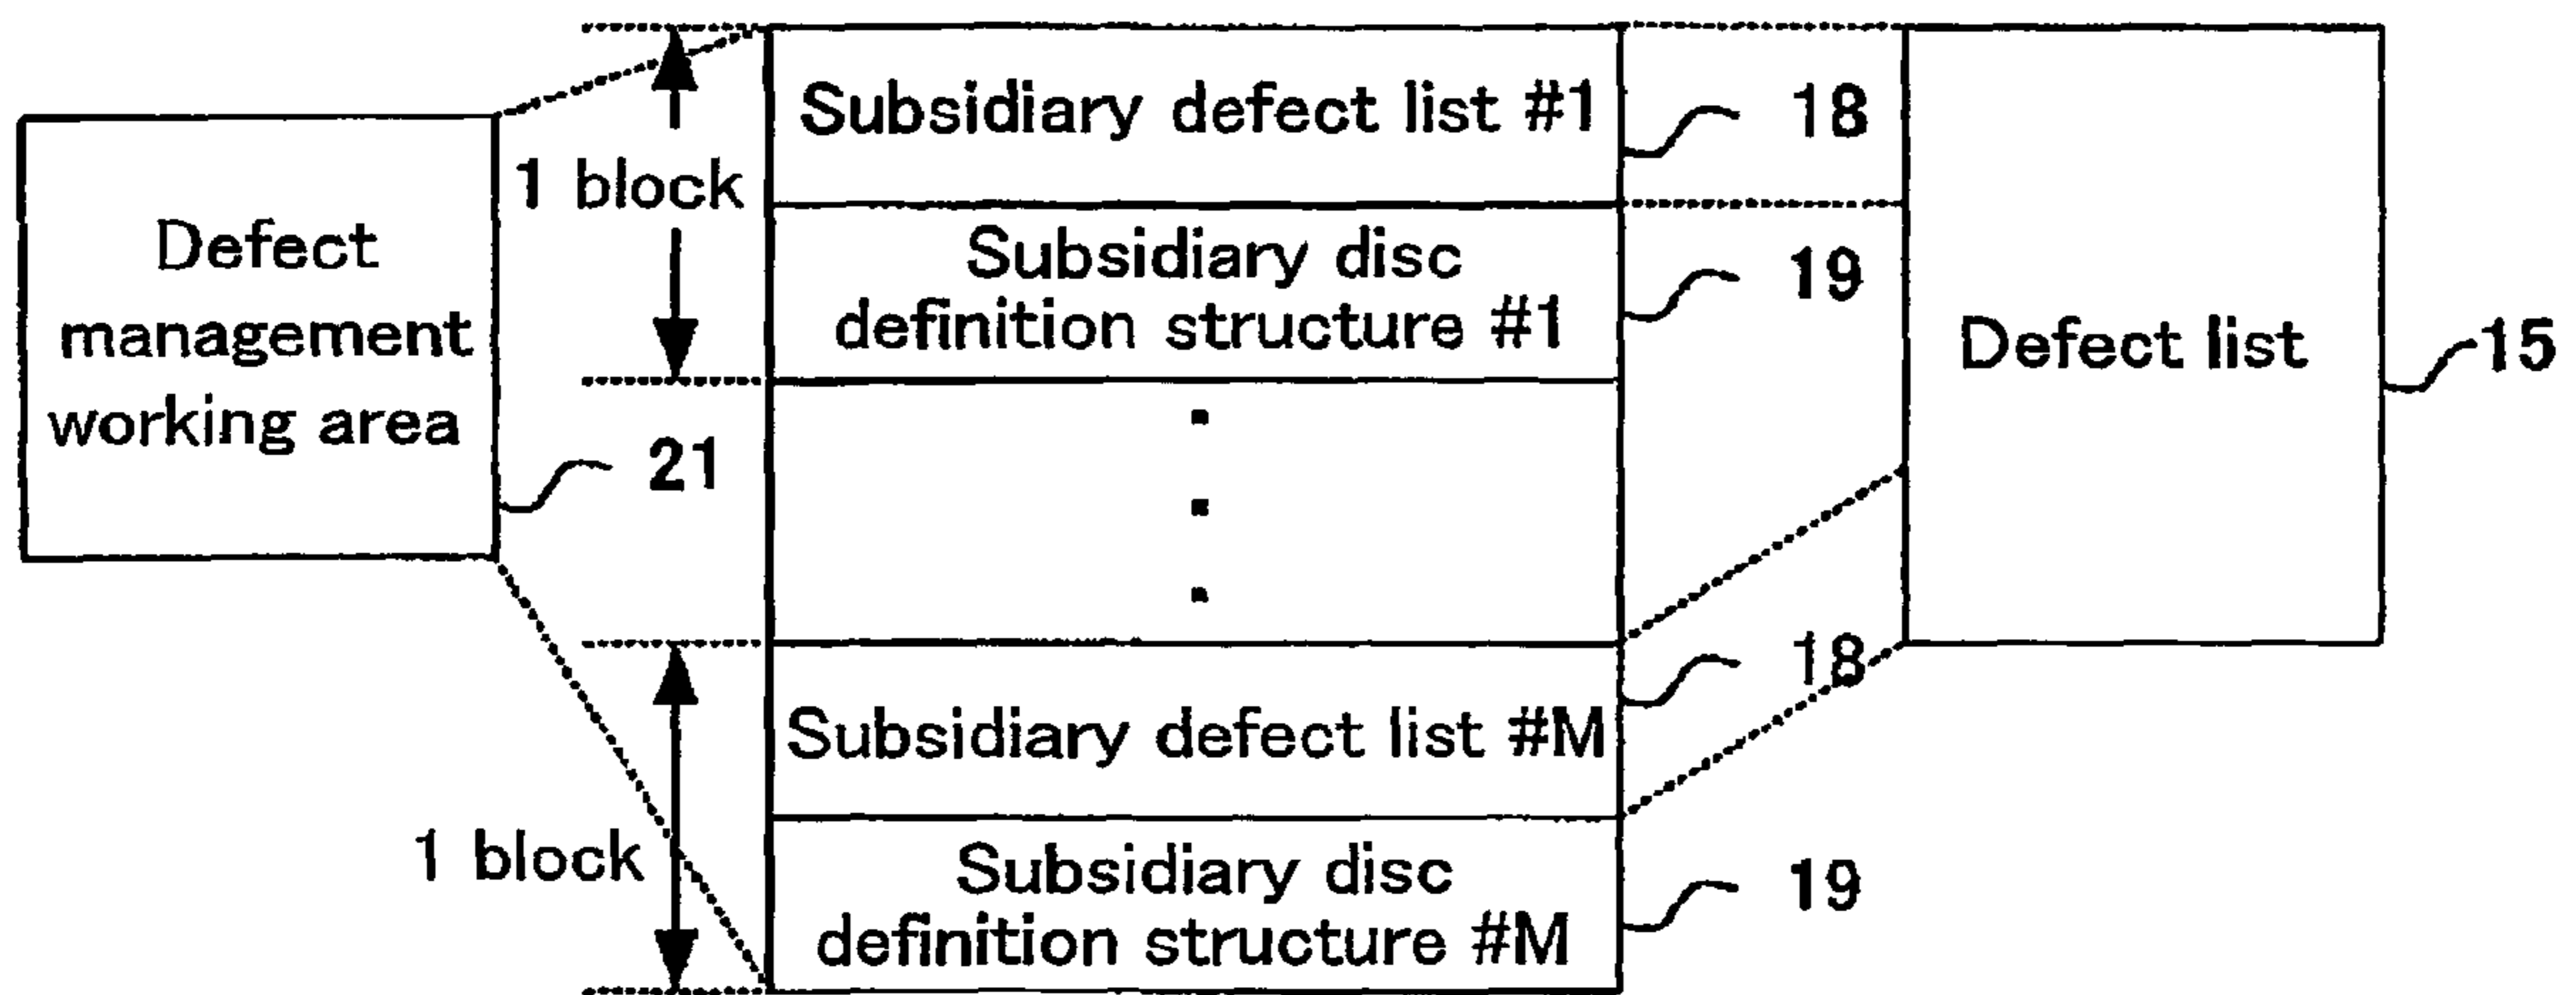 Subsidiary defect list #1
18
1 block
Defect
management
working area
21
Subsidiary disc
definition structure #1
19
Defect list
15
18
Subsidiary defect list #M
1 block
Subsidiary disc
definition structure #M
19